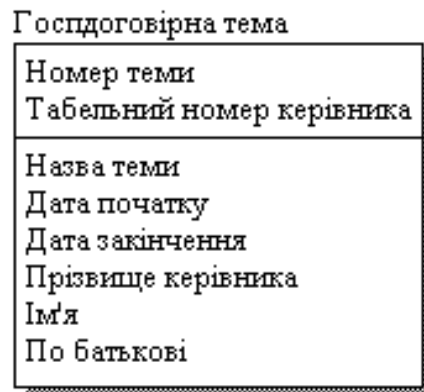 Госпдоговірна тема
Номер теми
Табельний номер керівника
Назва теми
Дата початку
Дата закінчення
Прізвище керівника
Ім'я
По батькові